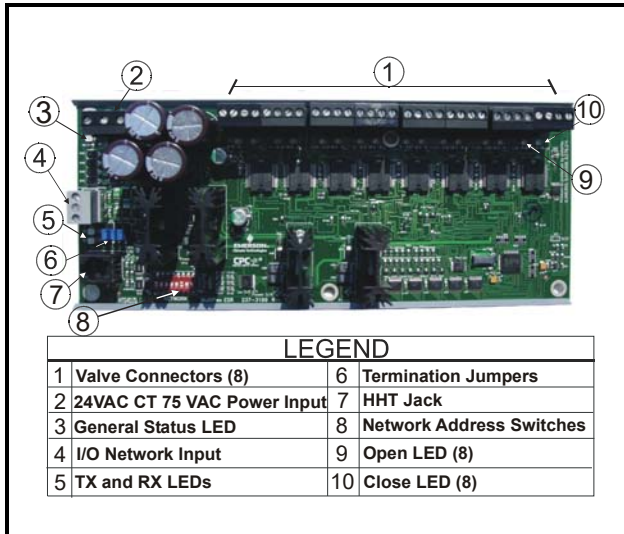 1
2
3
10
4
9
5
6
7
8
EMERSON
CPC
LEGEND
1 Valve Connectors (8) 6 Termination Jumpers
2 24VAC CT 75 VAC Power Input 7 HHT Jack
3 General Status LED 8 Network Address Switches
4 I/O Network Input 9 Open LED (8)
5 TX and RX LEDs 10 Close LED (8)